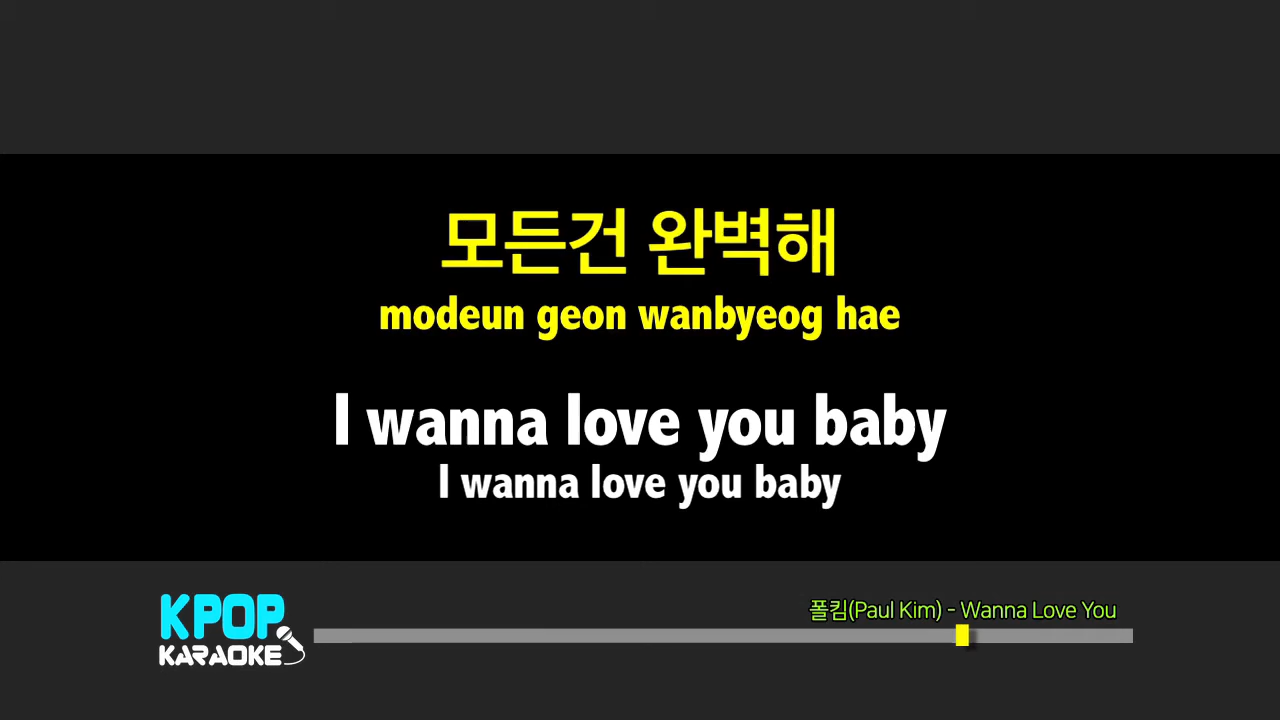 모든건 완벽해
modeun geon wanbyeog hae
I wanna love you baby
I wanna love you baby
폴킴(Paul Kim) - Wanna Love You
KPOP
KARAOKE